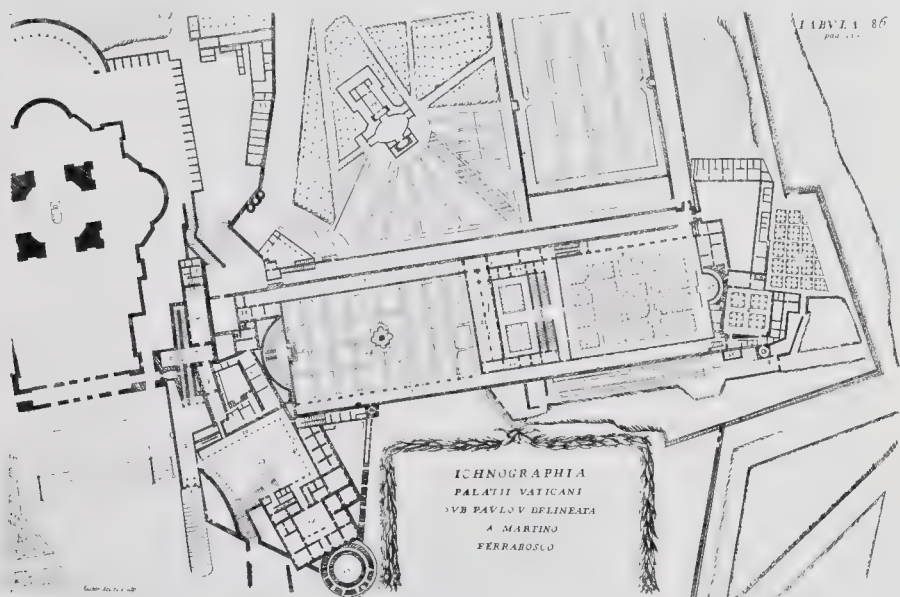 TABVLA 86
ICHNOGRAPHIA
PALATII VATICANI
SVB PAVLO V DELINEATA
A MARTINO
FERRABOSCO